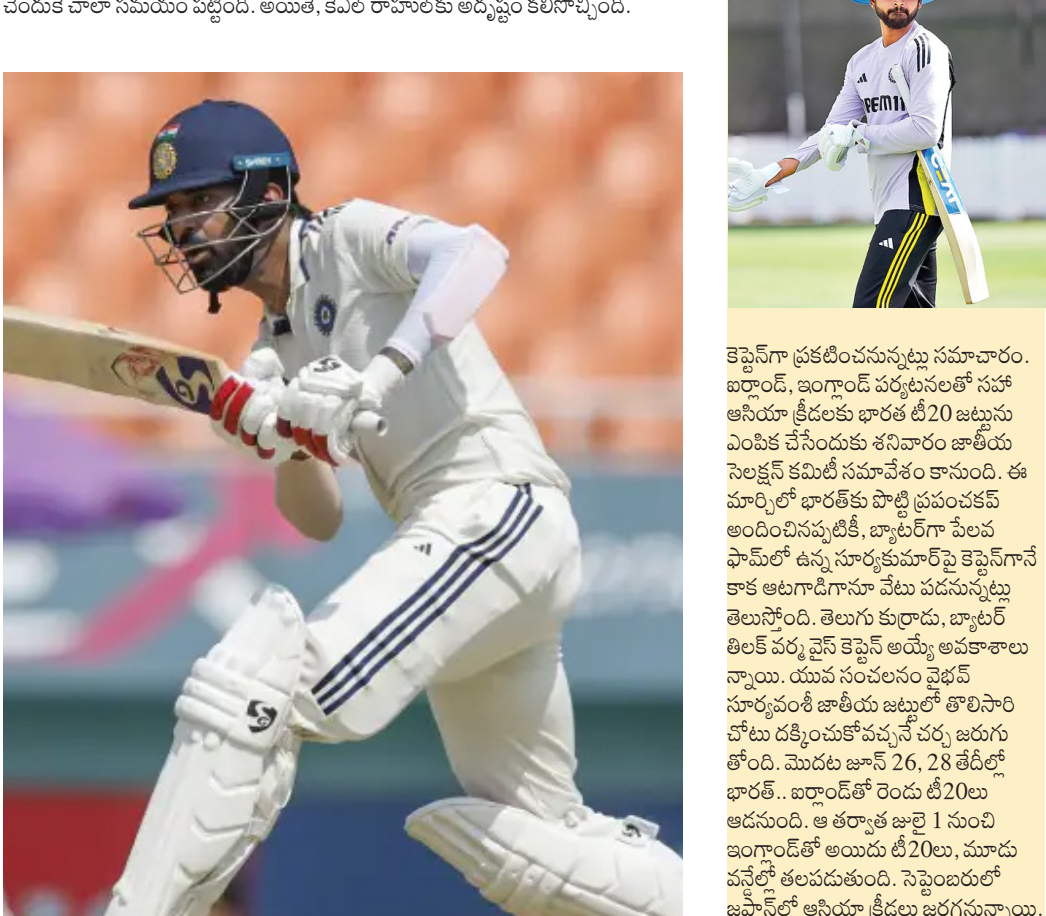 చెందుకే చాలా సమయం పట్టింది. అయితే, కేఎల్ రాహుల్‌కు అదృష్టం కలిసొచ్చింది.
SHREY
REM11
CEAT
కెప్టెన్‌గా ప్రకటించనున్నట్లు సమాచారం.
ఐర్లాండ్, ఇంగ్లాండ్ పర్యటనలతో సహా
ఆసియా క్రీడలకు భారత టీ20 జట్టును
ఎంపిక చేసేందుకు శనివారం జాతీయ
సెలక్షన్ కమిటీ సమావేశం కానుంది. ఈ
మార్చిలో భారత్‌కు పొట్టి ప్రపంచకప్
అందించినప్పటికీ, బ్యాటర్‌గా పేలవ
ఫామ్‌లో ఉన్న సూర్యకుమార్‌పై కెప్టెన్‌గానే
కాక ఆటగాడిగానూ వేటు పడనున్నట్లు
తెలుస్తోంది. తెలుగు కుర్రాడు, బ్యాటర్
తిలక్ వర్మ వైస్ కెప్టెన్ అయ్యే అవకాశాలు
న్నాయి. యువ సంచలనం వైభవ్
సూర్యవంశీ జాతీయ జట్టులో తొలిసారి
చోటు దక్కించుకోవచ్చనే చర్చ జరుగు
తోంది. మొదట జూన్ 26, 28 తేదీల్లో
భారత్.. ఐర్లాండ్‌తో రెండు టీ20లు
ఆడనుంది. ఆ తర్వాత జులై 1 నుంచి
ఇంగ్లాండ్‌తో అయిదు టీ20లు, మూడు
వన్డేల్లో తలపడుతుంది. సెప్టెంబరులో
జపాన్‌లో ఆసియా క్రీడలు జరగనున్నాయి.